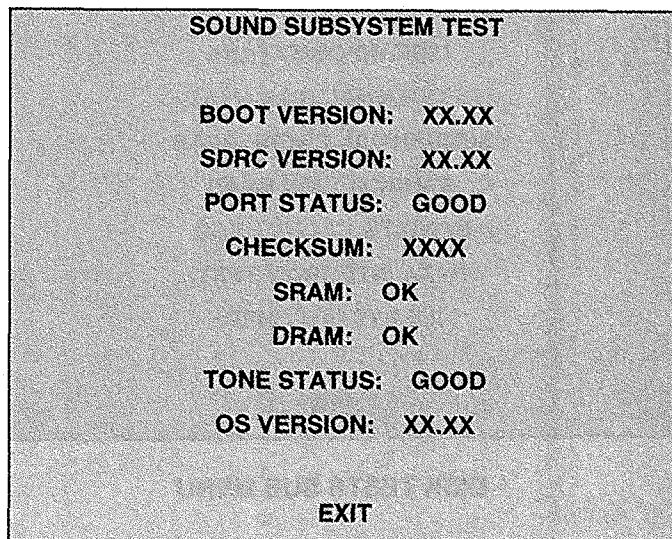 SOUND SUBSYSTEM TEST
BOOT VERSION: XX.XX
SDRC VERSION: XX.XX
PORT STATUS: GOOD
CHECKSUM: XXXX
SRAM: OK
DRAM: OK
TONE STATUS: GOOD
OS VERSION: XX.XX
EXIT